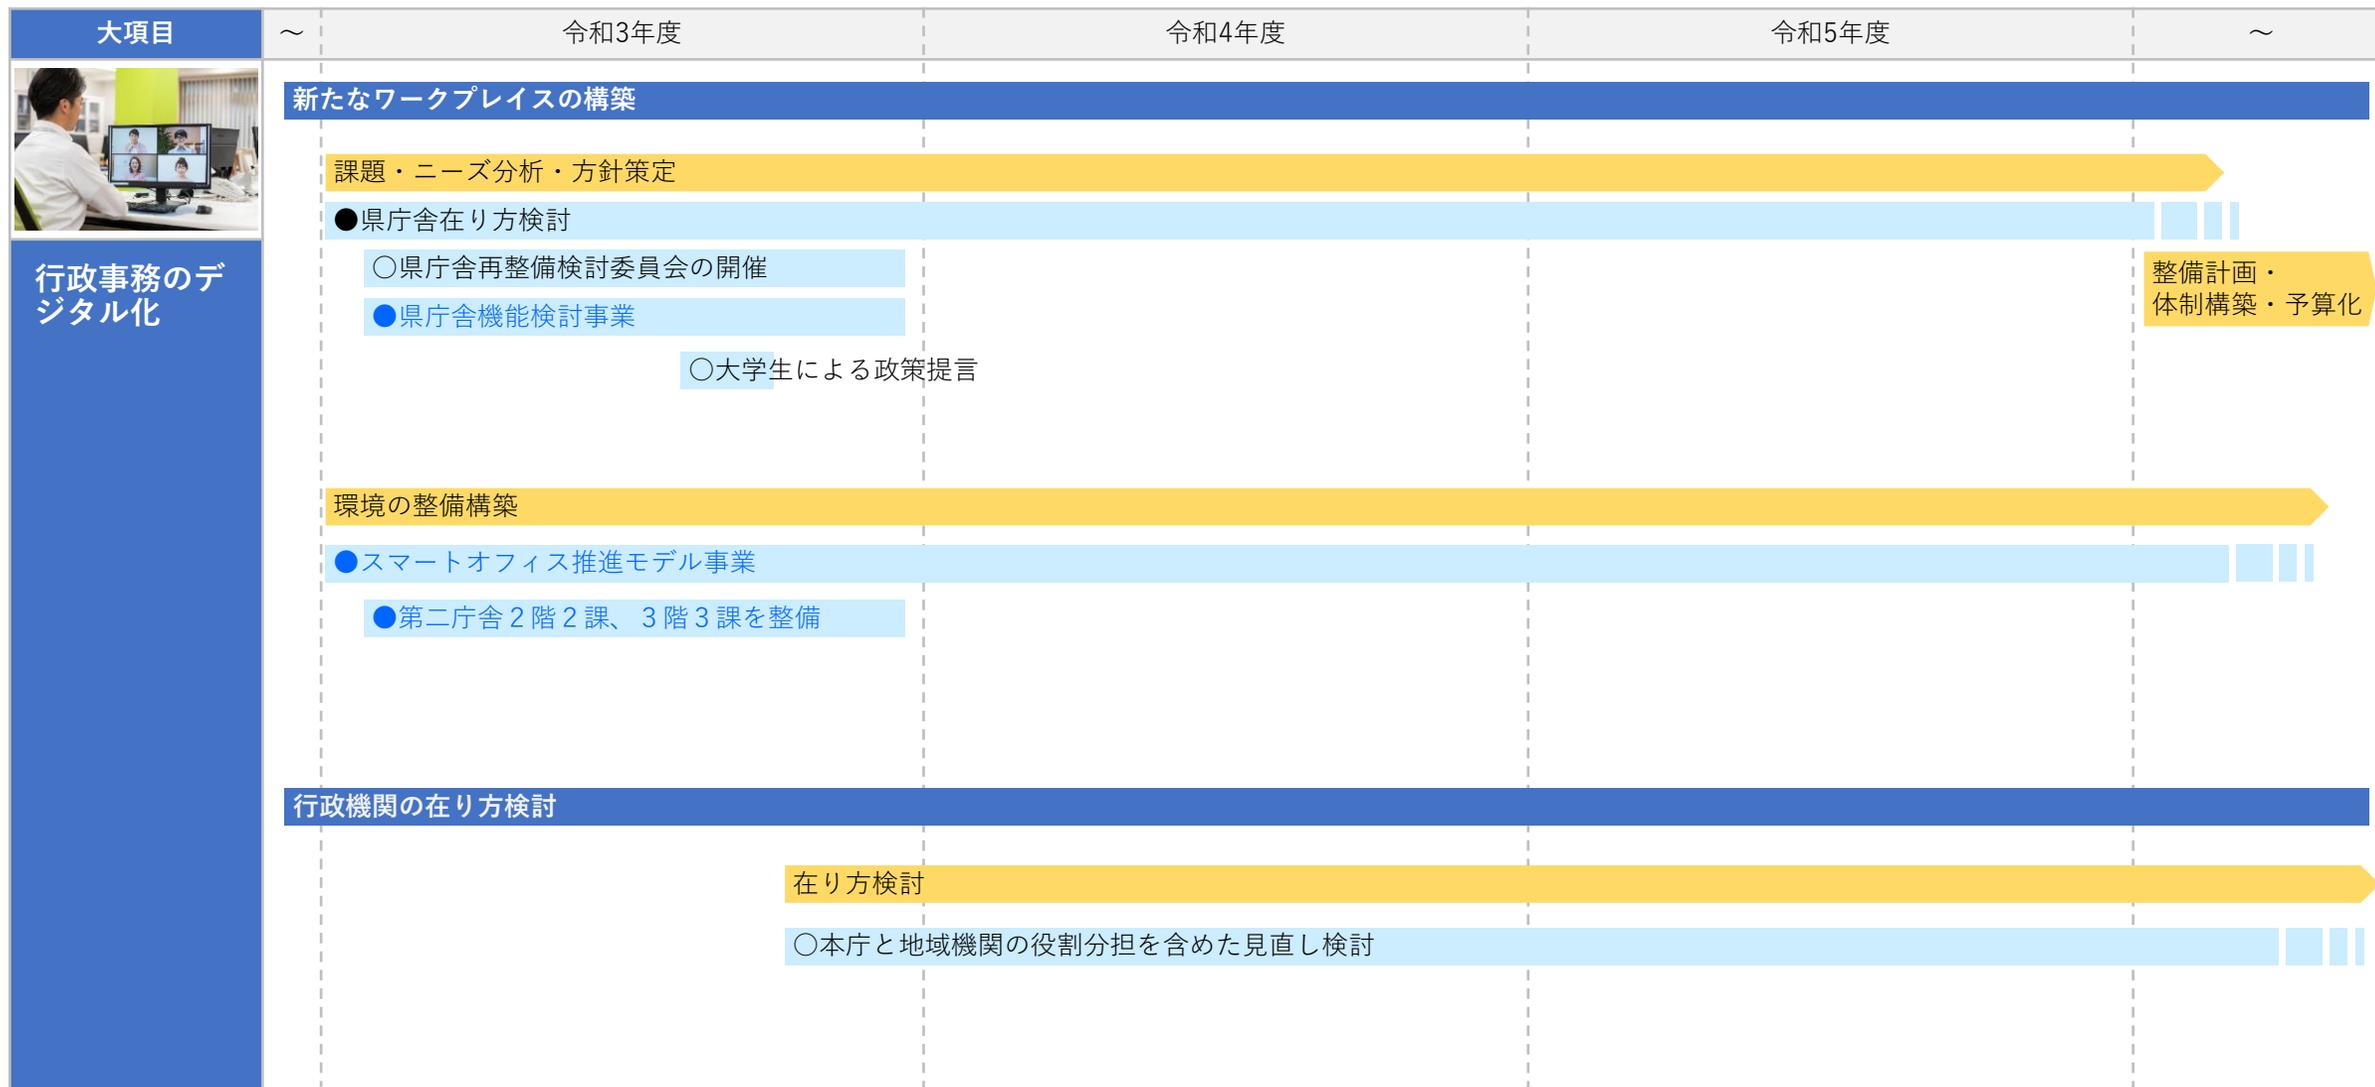 大項目
～
令和3年度
令和4年度
令和5年度
～
新たなワークプレイスの構築
課題・ニーズ分析・方針策定
●県庁舎在り方検討
○県庁舎再整備検討委員会の開催
整備計画・
体制構築・予算化
行政事務のデ
ジタル化
●県庁舎機能検討事業
○大学生による政策提言
環境の整備構築
●スマートオフィス推進モデル事業
●第二庁舎２階２課、３階３課を整備
行政機関の在り方検討
在り方検討
○本庁と地域機関の役割分担を含めた見直し検討